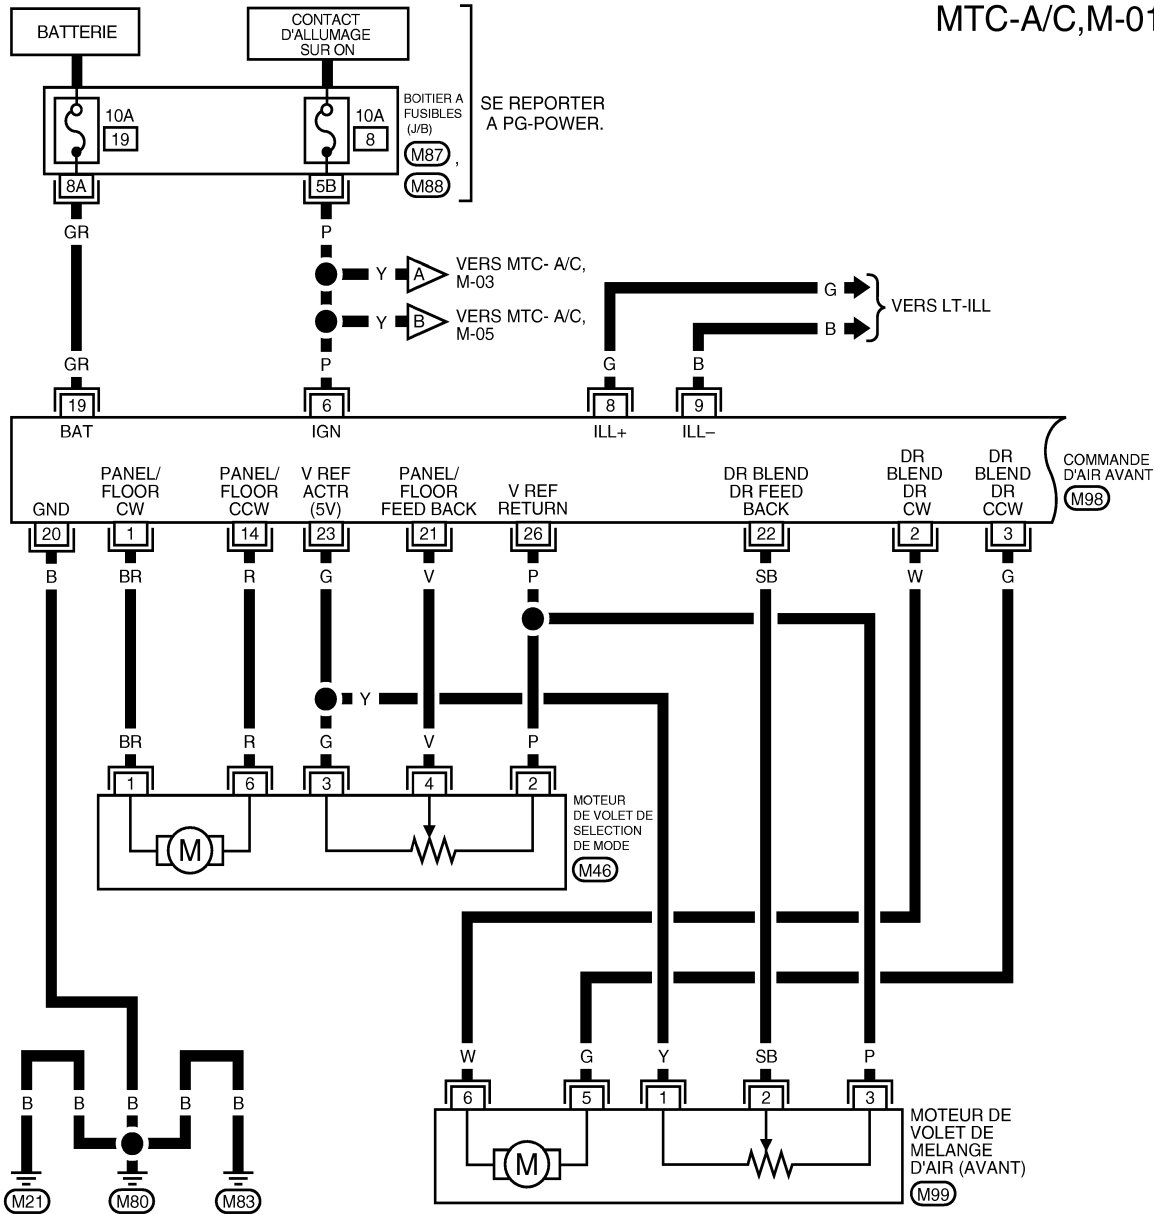 MTC-A/C,M-01
BATTERIE
CONTACT
D'ALLUMAGE
SUR ON
10A
19
10A
8
BOITIER A
FUSIBLES
(J/B)
M87 ,
M88
SE REPORTER
A PG-POWER.
8A
5B
GR
P
Y
A
VERS MTC- A/C,
M-03
Y
B
VERS MTC- A/C,
M-05
G
B
VERS LT-ILL
GR
P
G
B
19
6
8
9
BAT
IGN
ILL+
ILL–
COMMANDE
D'AIR AVANT
M98
GND
PANEL/
FLOOR
CW
PANEL/
FLOOR
CCW
V REF
ACTR
(5V)
PANEL/
FLOOR
FEED BACK
V REF
RETURN
DR BLEND
DR FEED
BACK
DR
BLEND
DR
CW
DR
BLEND
DR
CCW
20
1
14
23
21
26
22
2
3
B
BR
R
G
V
P
SB
W
G
Y
BR
R
G
V
P
1
6
3
4
2
M
MOTEUR
DE VOLET DE
SELECTION
DE MODE
M46
W
G
Y
SB
P
6
5
1
2
3
M
MOTEUR DE
VOLET DE
MELANGE
D'AIR (AVANT)
M99
B
B
B
B
B
M21
M80
M83